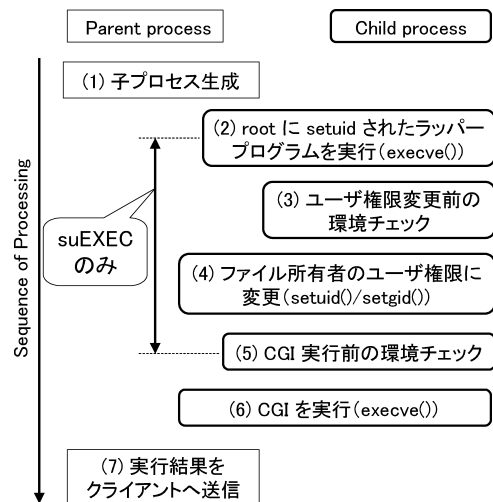 Parent process
Child process
(1) 子プロセス生成
(2) root に setuid されたラッパー
プログラムを実行(execve())
(3) ユーザ権限変更前の
環境チェック
suEXEC
のみ
(4) ファイル所有者のユーザ権限に
変更(setuid()/setgid())
(5) CGI 実行前の環境チェック
(6) CGI を実行(execve())
(7) 実行結果を
クライアントへ送信
Sequence of Processing